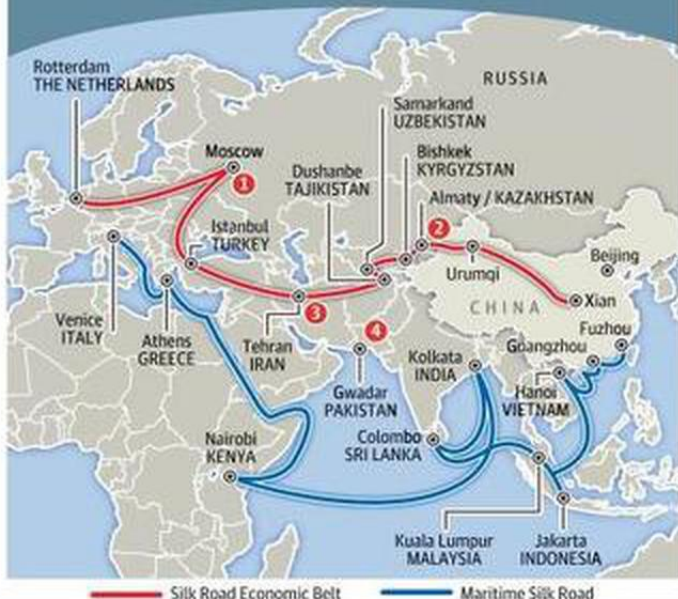 Rotterdam
THE NETHERLANDS
RUSSIA
Samarkand
UZBEKISTAN
Moscow
1
Bishkek
KYRGYZSTAN
Dushanbe
TAJIKISTAN
Almaty / KAZAKHSTAN
2
Istanbul
TURKEY
Urumqi
Beijing
CHINA
Xian
3
Venice
ITALY
Athens
GREECE
Tehran
IRAN
4
Fuzhou
Guangzhou
Kolkata
INDIA
Gwadar
PAKISTAN
Hanoi
VIETNAM
Nairobi
KENYA
Colombo
SRI LANKA
Kuala Lumpur
MALAYSIA
Jakarta
INDONESIA
Silk Road Economic Belt
Maritime Silk Road